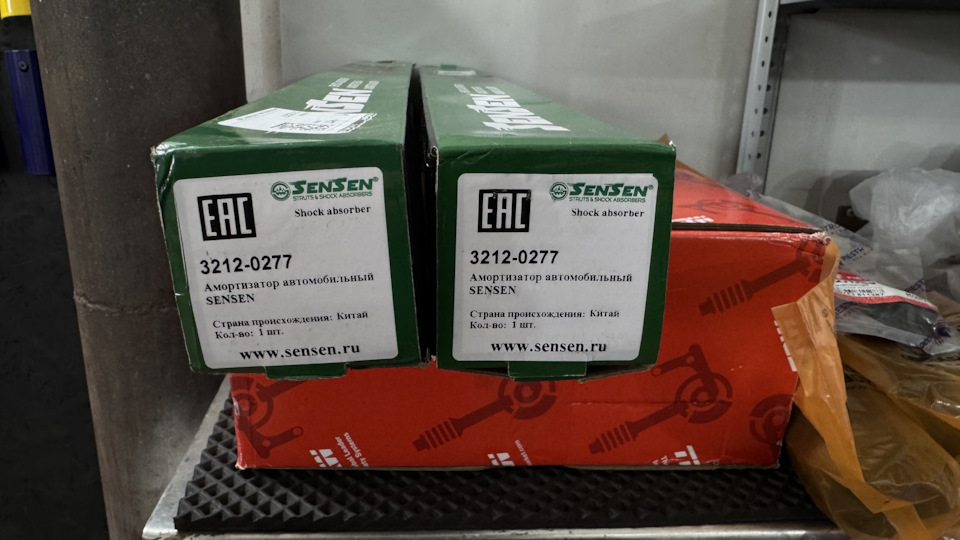 SENSEN
SENSEN
EAC
SENSEN®
STRUTS & SHOCK ABSORBERS
Shock absorber
3212-0277
Амортизатор автомобильный
SENSEN
Страна происхождения: Китай
Кол-во: 1 шт.
www.sensen.ru
EAC
SENSEN®
STRUTS & SHOCK ABSORBERS
Shock absorber
3212-0277
Амортизатор автомобильный
SENSEN
Страна происхождения: Китай
Кол-во: 1 шт.
www.sensen.ru